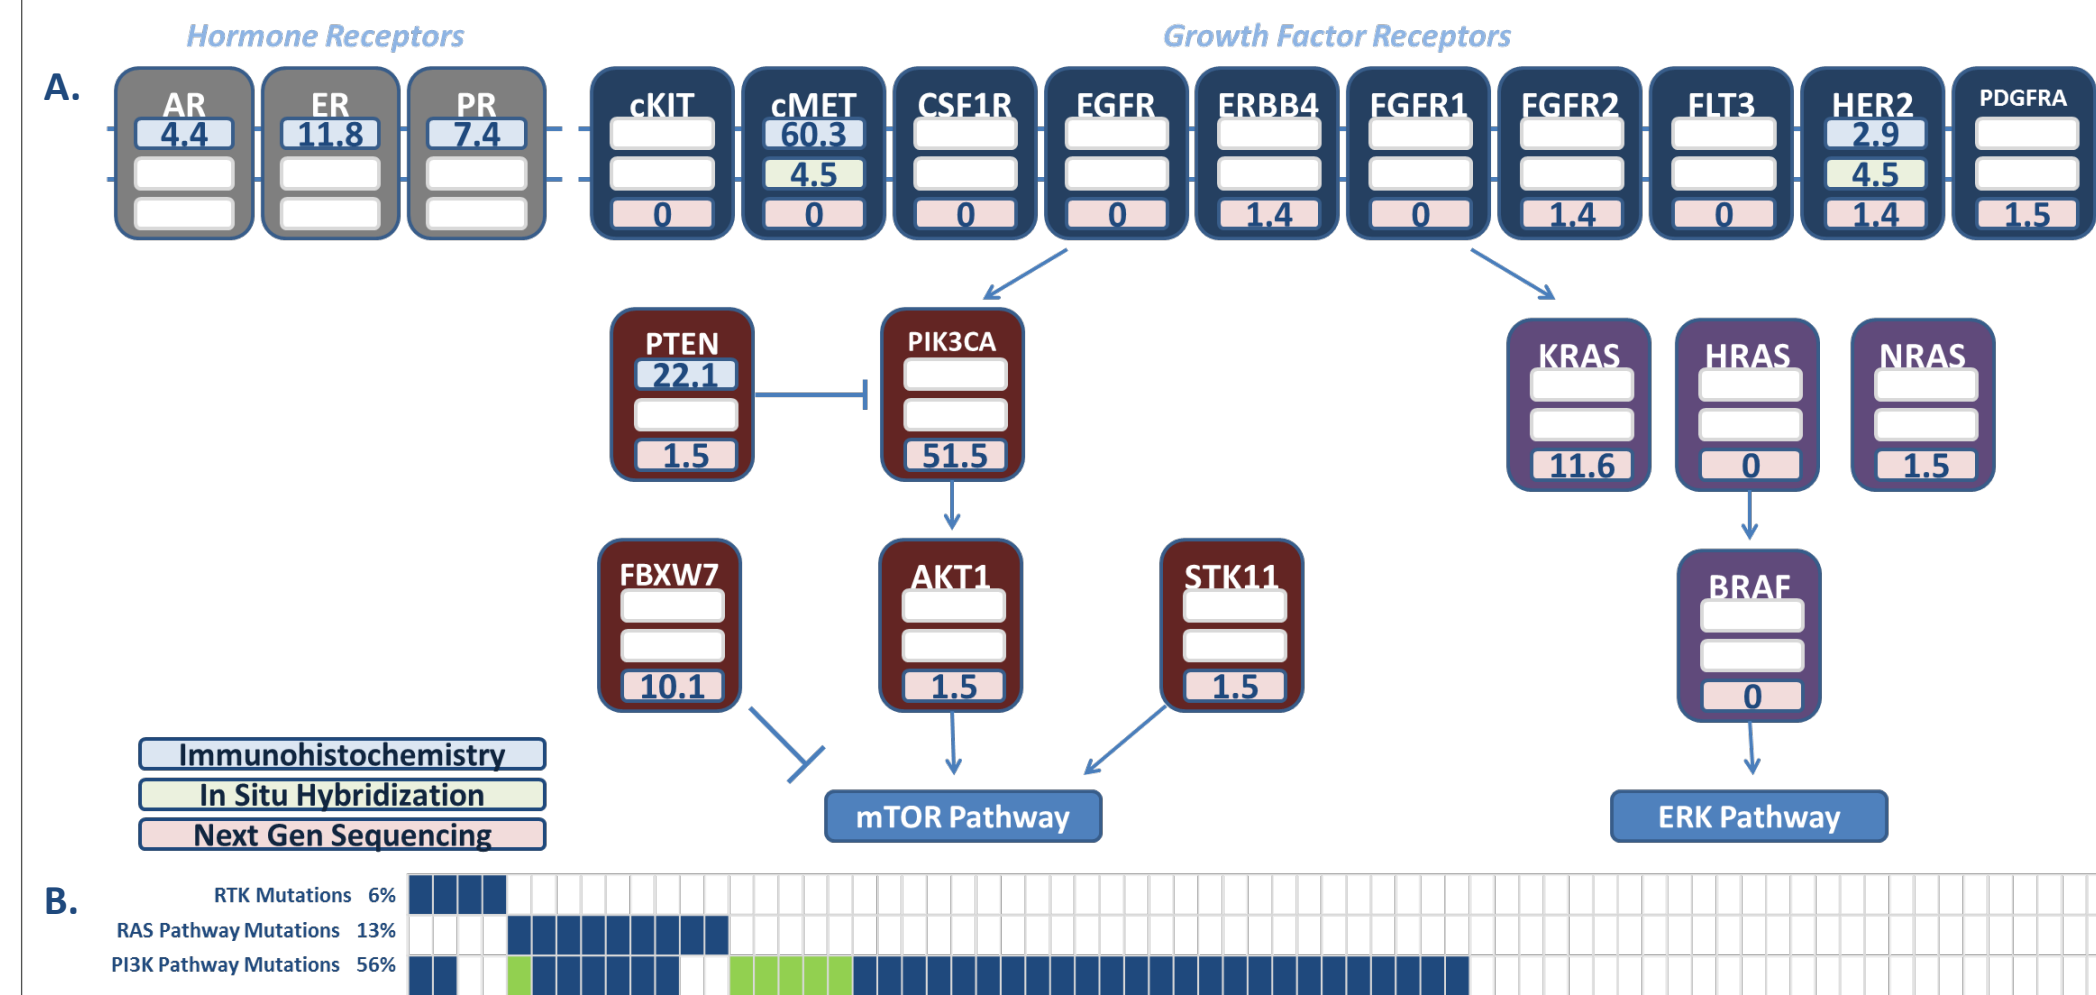 Hormone Receptors
Growth Factor Receptors
A.
AR
4.4
ER
11.8
PR
7.4
cKIT
0
cMET
60.3
4.5
0
CSF1R
0
EGFR
0
ERBB4
1.4
FGFR1
0
FGFR2
1.4
FLT3
0
HER2
2.9
4.5
1.4
PDGFRA
1.5
PTEN
22.1
1.5
PIK3CA
51.5
KRAS
11.6
HRAS
0
NRAS
1.5
FBXW7
10.1
AKT1
1.5
STK11
1.5
BRAF
0
Immunohistochemistry
In Situ Hybridization
Next Gen Sequencing
mTOR Pathway
ERK Pathway
B.
RTK Mutations 6%
RAS Pathway Mutations 13%
PI3K Pathway Mutations 56%